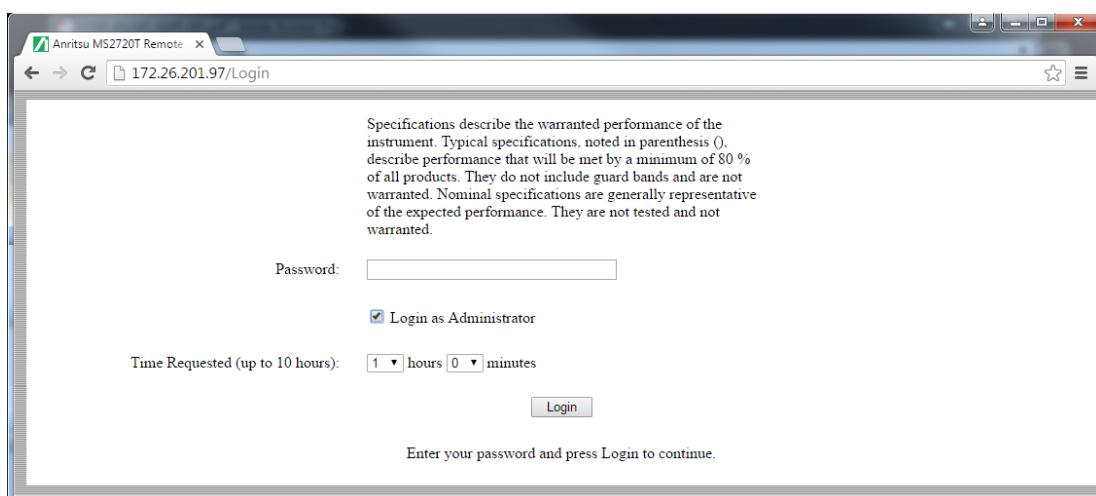 Anritsu MS2720T Remote
172.26.201.97/Login
Specifications describe the warranted performance of the
instrument. Typical specifications, noted in parenthesis (),
describe performance that will be met by a minimum of 80 %
of all products. They do not include guard bands and are not
warranted. Nominal specifications are generally representative
of the expected performance. They are not tested and not
warranted.
Password:
Login as Administrator
Time Requested (up to 10 hours): 1 hours 0 minutes
Login
Enter your password and press Login to continue.